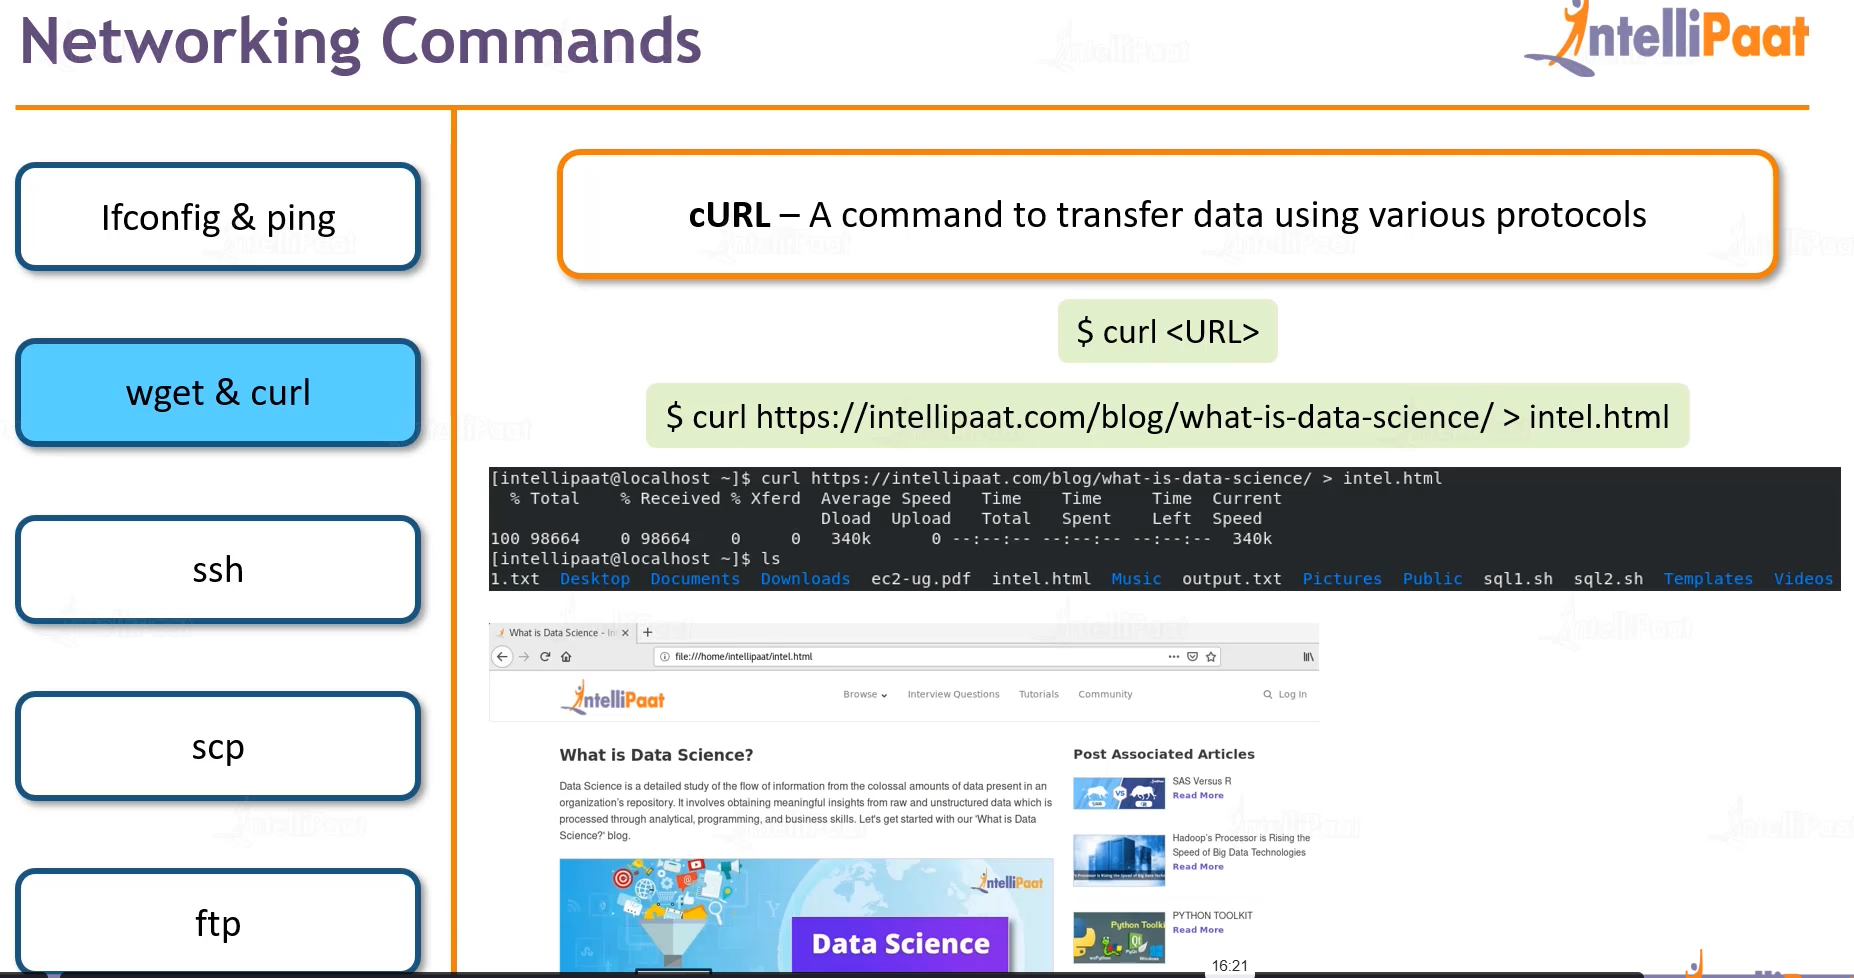 Networking Commands
IntelliPaat
Ifconfig & ping
wget & curl
ssh
scp
ftp
cURL – A command to transfer data using various protocols
$ curl <URL>
$ curl https://intellipaat.com/blog/what-is-data-science/ > intel.html
[intellipaat@localhost ~]$ curl https://intellipaat.com/blog/what-is-data-science/ > intel.html
% Total % Received % Xferd Average Speed Time Time Time Current
Dload Upload Total Spent Left Speed
100 98664 0 98664 0 0 340k 0 --:--:-- --:--:-- --:--:-- 340k
[intellipaat@localhost ~]$ ls
1.txt Desktop Documents Downloads ec2-ug.pdf intel.html Music output.txt Pictures Public sql1.sh sql2.sh Templates Videos
What is Data Science -
file:///home/intellipaat/intel.html
IntelliPaat
Browse Interview Questions Tutorials Community Log In
What is Data Science?
Data Science is a detailed study of the flow of information from the colossal amounts of data present in an
organization's repository. It involves obtaining meaningful insights from raw and unstructured data which is
processed through analytical, programming, and business skills. Let's get started with our 'What is Data
Science?' blog.
IntelliPaat
Data Science
Post Associated Articles
SAS Versus R
Read More
VS
Hadoop's Processor is Rising the
Speed of Big Data Technologies
Read More
PYTHON TOOLKIT
Read More
Python
16:21